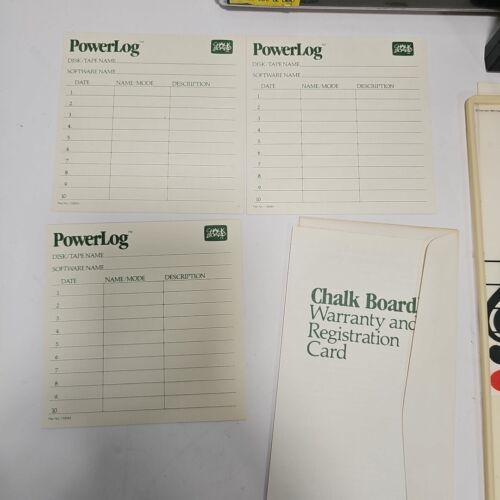 PowerLog™
DISK/TAPE NAME
SOFTWARE NAME
DATE NAME/MODE DESCRIPTION
1
2
3
4
5
6
7
8
9
10
PowerLog™
DISK/TAPE NAME
SOFTWARE NAME
DATE NAME/MODE DESCRIPTION
1
2
3
4
5
6
7
8
9
10
PowerLog™
DISK/TAPE NAME
SOFTWARE NAME
DATE NAME/MODE DESCRIPTION
1
2
3
4
5
6
7
8
9
10
Chalk Board
Warranty and
Registration
Card